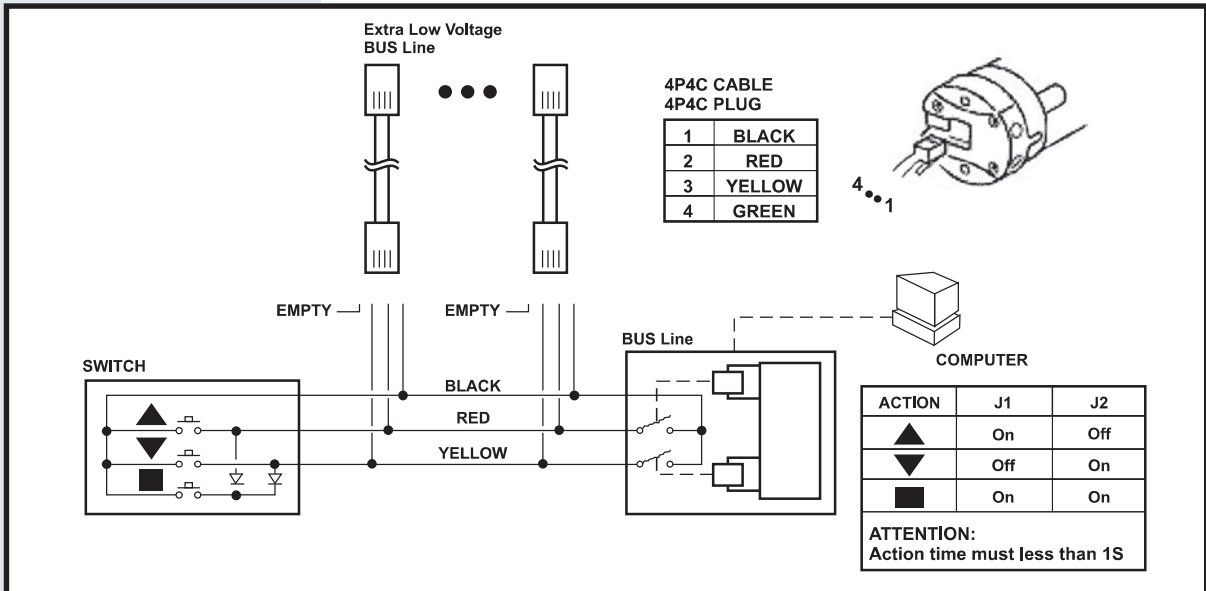 Extra Low Voltage
BUS Line
4P4C CABLE
4P4C PLUG
1 BLACK
2 RED
3 YELLOW
4 GREEN
4
1
EMPTY
EMPTY
BUS Line
COMPUTER
SWITCH
BLACK
RED
YELLOW
ACTION J1 J2
▲ On Off
▼ Off On
■ On On
ATTENTION:
Action time must less than 1S